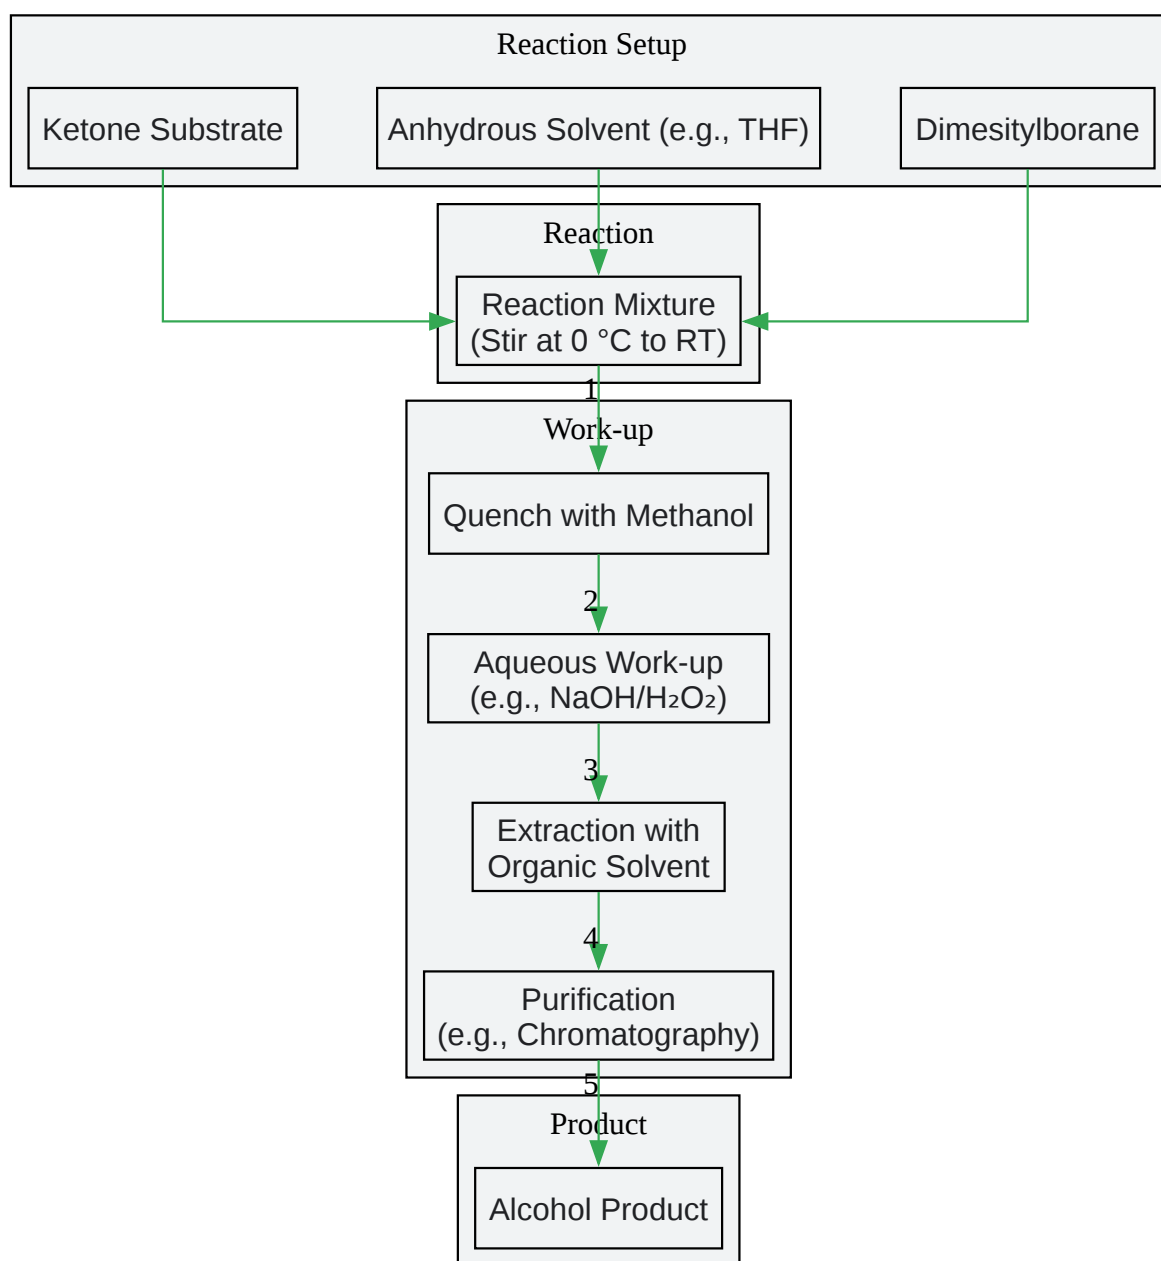 Reaction Setup
Ketone Substrate
Anhydrous Solvent (e.g., THF)
Dimesitylborane
Reaction
Reaction Mixture
(Stir at 0 °C to RT)
1
Work-up
Quench with Methanol
2
Aqueous Work-up
(e.g., NaOH/H₂O₂)
3
Extraction with
Organic Solvent
4
Purification
(e.g., Chromatography)
5
Product
Alcohol Product